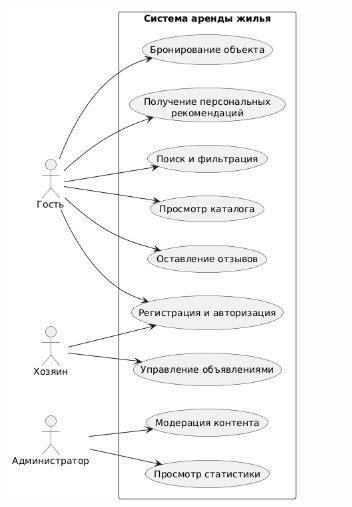 Система аренды жилья
Бронирование объекта
Получение персональных
рекомендаций
Поиск и фильтрация
Просмотр каталога
Гость
Оставление отзывов
Регистрация и авторизация
Хозяин
Управление объявлениями
Модерация контента
Администратор
Просмотр статистики